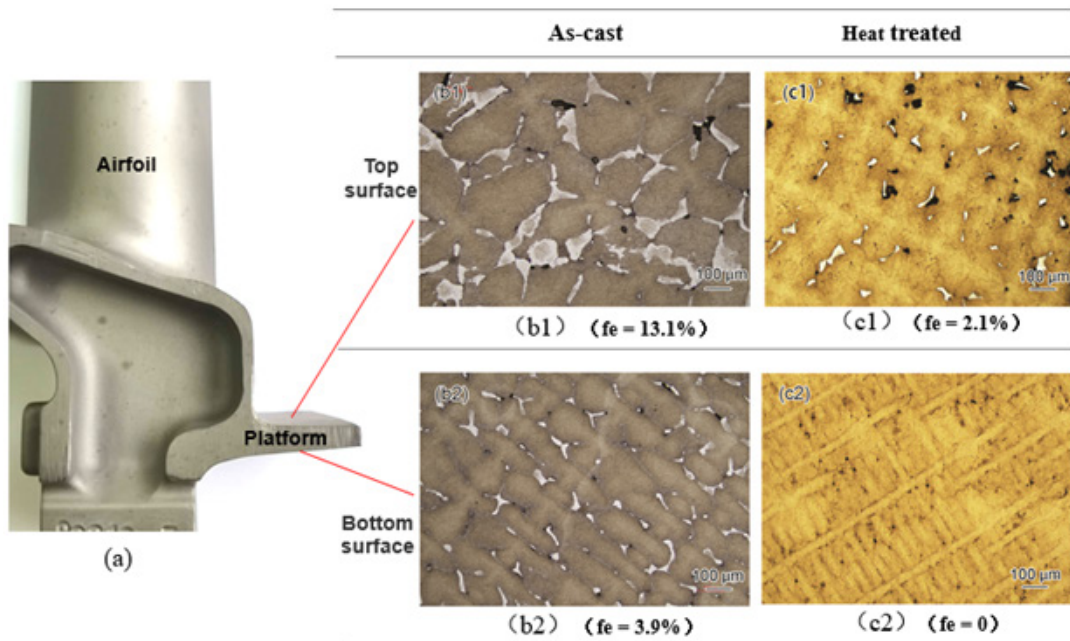 As-cast
Heat treated
Airfoil
Top
surface
(b1)
100 μm
(c1)
100 μm
(b1) (fe = 13.1%)
(c1) (fe = 2.1%)
Platform
Bottom
surface
(b2)
100 μm
(c2)
100 μm
(a)
(b2) (fe = 3.9%)
(c2) (fe = 0)